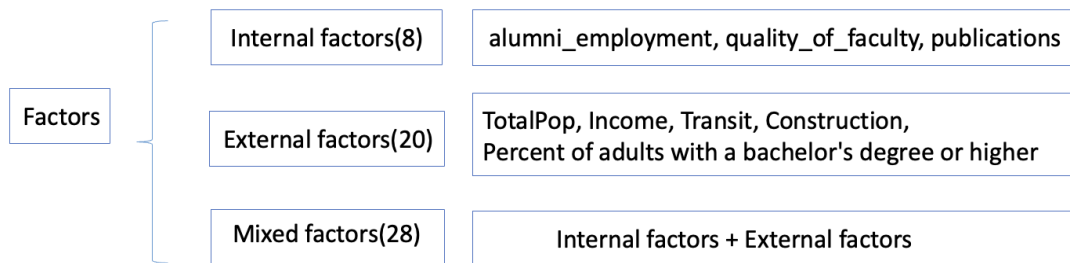 Factors
Internal factors(8)
alumni_employment, quality_of_faculty, publications
External factors(20)
TotalPop, Income, Transit, Construction,
Percent of adults with a bachelor's degree or higher
Mixed factors(28)
Internal factors + External factors